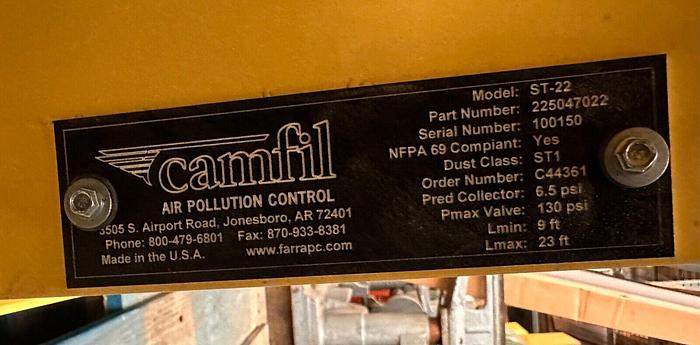 camfil
AIR POLLUTION CONTROL
3505 S. Airport Road, Jonesboro, AR 72401
Phone: 800-479-6801 Fax: 870-933-8381
Made in the U.S.A. www.farrapc.com
Model: ST-22
Part Number: 225047022
Serial Number: 100150
NFPA 69 Compiant: Yes
Dust Class: ST1
Order Number: C44361
Pred Collector: 6.5 psi
Pmax Valve: 130 psi
Lmin: 9 ft
Lmax: 23 ft